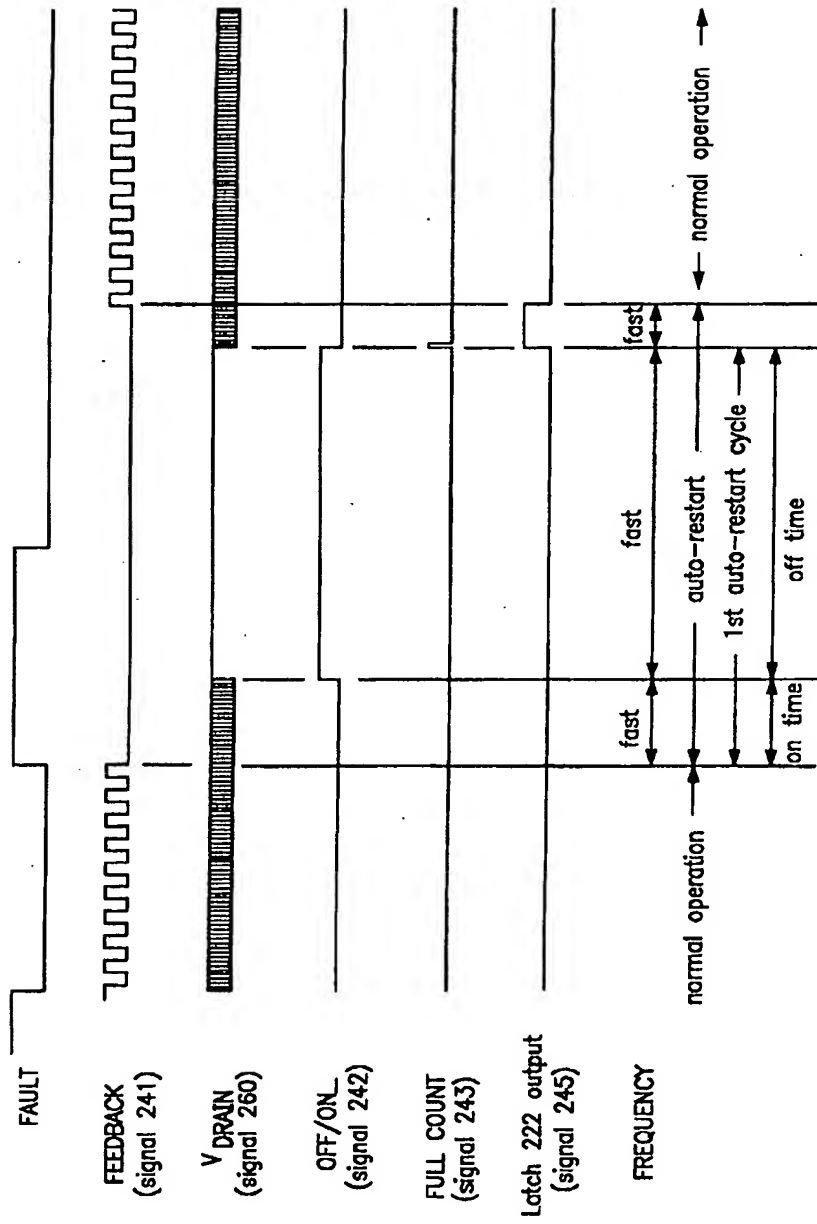 FAULT
FEEDBACK
(signal 241)
V DRAIN
(signal 260)
OFF/ON_
(signal 242)
FULL COUNT
(signal 243)
Latch 222 output
(signal 245)
FREQUENCY
fast
fast
fast
normal operation
auto-restart
normal operation
1st auto-restart cycle
on time
off time